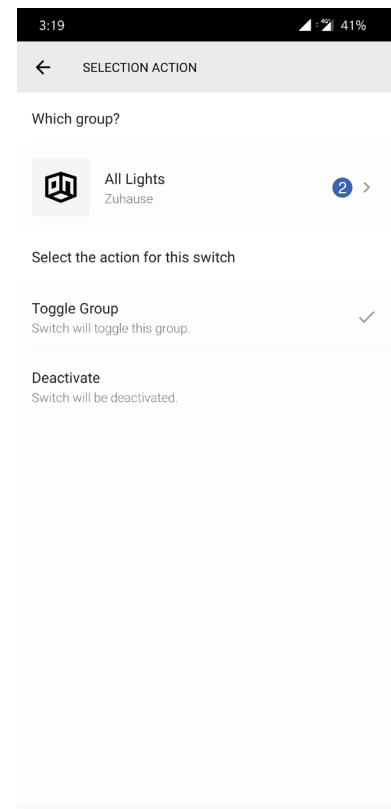 3:19
4G 41%
SELECTION ACTION
Which group?
All Lights
Zuhause
2
Select the action for this switch
Toggle Group
Switch will toggle this group.
Deactivate
Switch will be deactivated.